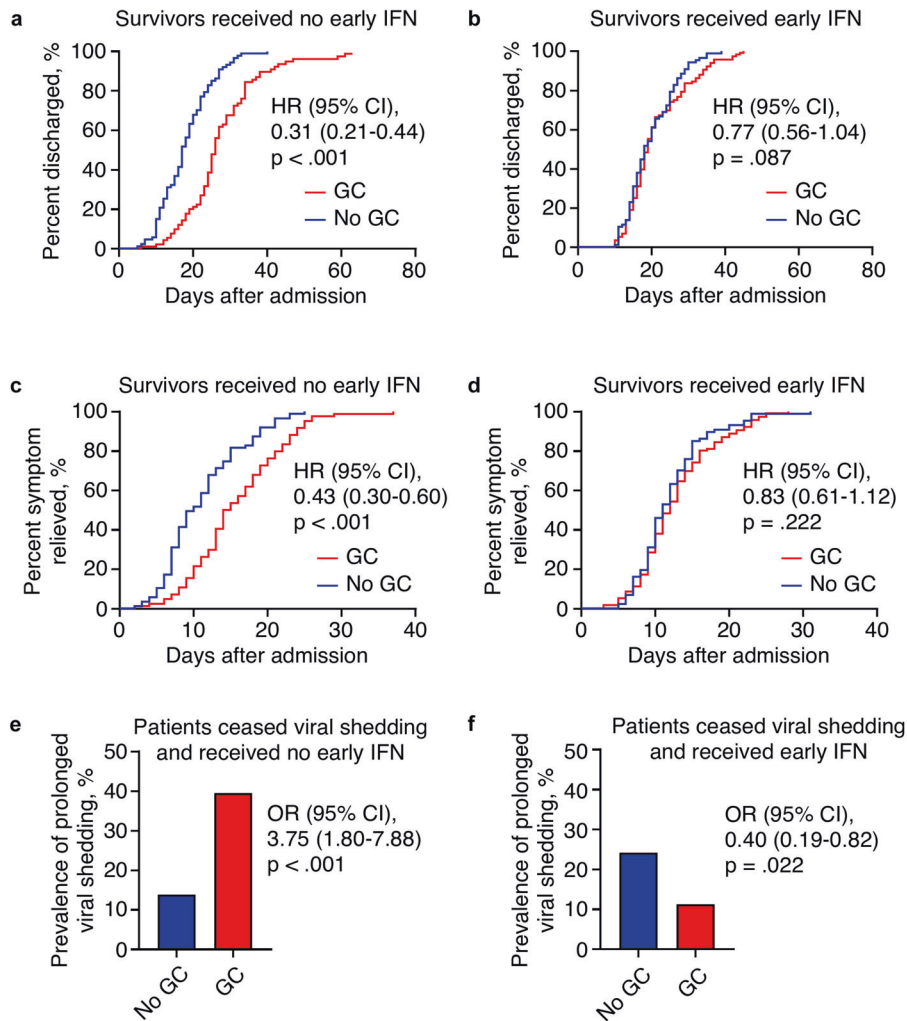 a
Survivors received no early IFN
Percent discharged, %
100
80
60
40
20
0
HR (95% CI),
0.31 (0.21-0.44)
p < .001
GC
No GC
0 20 40 60 80
Days after admission
b
Survivors received early IFN
Percent discharged, %
100
80
60
40
20
0
HR (95% CI),
0.77 (0.56-1.04)
p = .087
GC
No GC
0 20 40 60 80
Days after admission
c
Survivors received no early IFN
Percent symptom
relieved, %
100
80
60
40
20
0
HR (95% CI),
0.43 (0.30-0.60)
p < .001
GC
No GC
0 10 20 30 40
Days after admission
d
Survivors received early IFN
Percent symptom
relieved, %
100
80
60
40
20
0
HR (95% CI),
0.83 (0.61-1.12)
p = .222
GC
No GC
0 10 20 30 40
Days after admission
e
Patients ceased viral shedding
and received no early IFN
Prevalence of prolonged
viral shedding, %
50
40
30
20
10
0
OR (95% CI),
3.75 (1.80-7.88)
p < .001
No GC
GC
f
Patients ceased viral shedding
and received early IFN
Prevalence of prolonged
viral shedding, %
50
40
30
20
10
0
OR (95% CI),
0.40 (0.19-0.82)
p = .022
No GC
GC